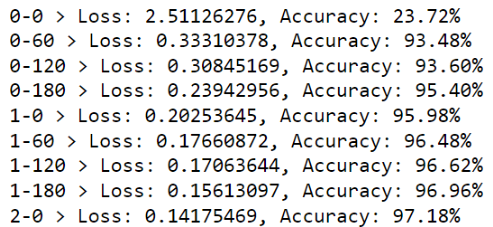 0-0 > Loss: 2.51126276, Accuracy: 23.72%
0-60 > Loss: 0.33310378, Accuracy: 93.48%
0-120 > Loss: 0.30845169, Accuracy: 93.60%
0-180 > Loss: 0.23942956, Accuracy: 95.40%
1-0 > Loss: 0.20253645, Accuracy: 95.98%
1-60 > Loss: 0.17660872, Accuracy: 96.48%
1-120 > Loss: 0.17063644, Accuracy: 96.62%
1-180 > Loss: 0.15613097, Accuracy: 96.96%
2-0 > Loss: 0.14175469, Accuracy: 97.18%